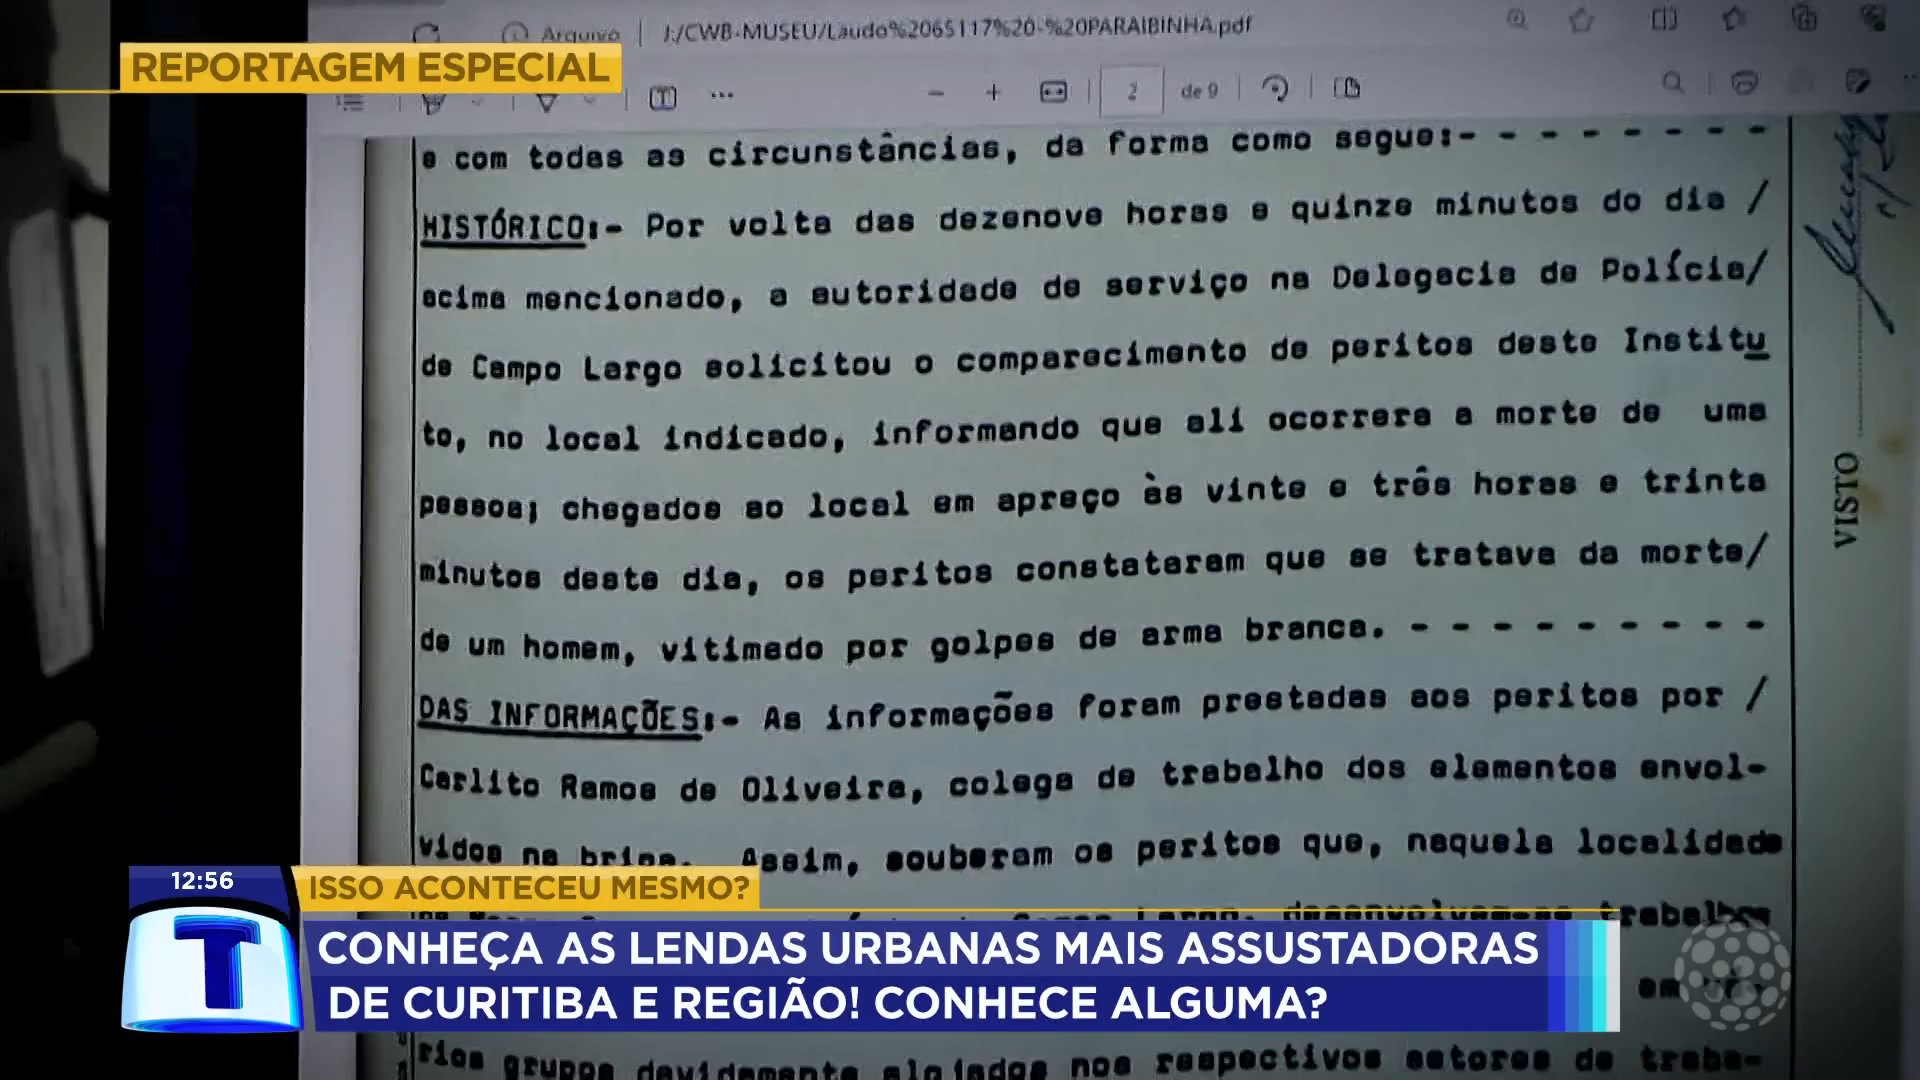 Arquivo | J:/CWB-MUSEU/Laudo%2065117%20-%20PARAIBINHA.pdf
REPORTAGEM ESPECIAL
2 de 9
e com todas as circunstâncias, da forma como segue:- - - - - - - -
HISTÓRICO:- Por volta das dezenove horas e quinze minutos do dia /
acima mencionado, a autoridade de serviço na Delegacia de Polícia/
de Campo Largo solicitou o comparecimento de peritos deste Institu
to, no local indicado, informando que ali ocorrera a morte de uma
pessoa; chegados ao local em apreço às vinte e três horas e trinta
minutos deste dia, os peritos constataram que se tratava da morte/
de um homem, vitimado por golpes de arma branca. - - - - - - - - -
VISTO
DAS INFORMAÇÕES:- As informações foram prestadas aos peritos por /
Carlito Ramos de Oliveira, colega de trabalho dos elementos envol-
vidos na briga. Assim, souberam os peritos que, naquela localidade
Campo Largo, desenvolvem-se trabalhos
em
rios grupos devidamente alojados nos respectivos setores de traba-
12:56
ISSO ACONTECEU MESMO?
T
CONHEÇA AS LENDAS URBANAS MAIS ASSUSTADORAS
DE CURITIBA E REGIÃO! CONHECE ALGUMA?